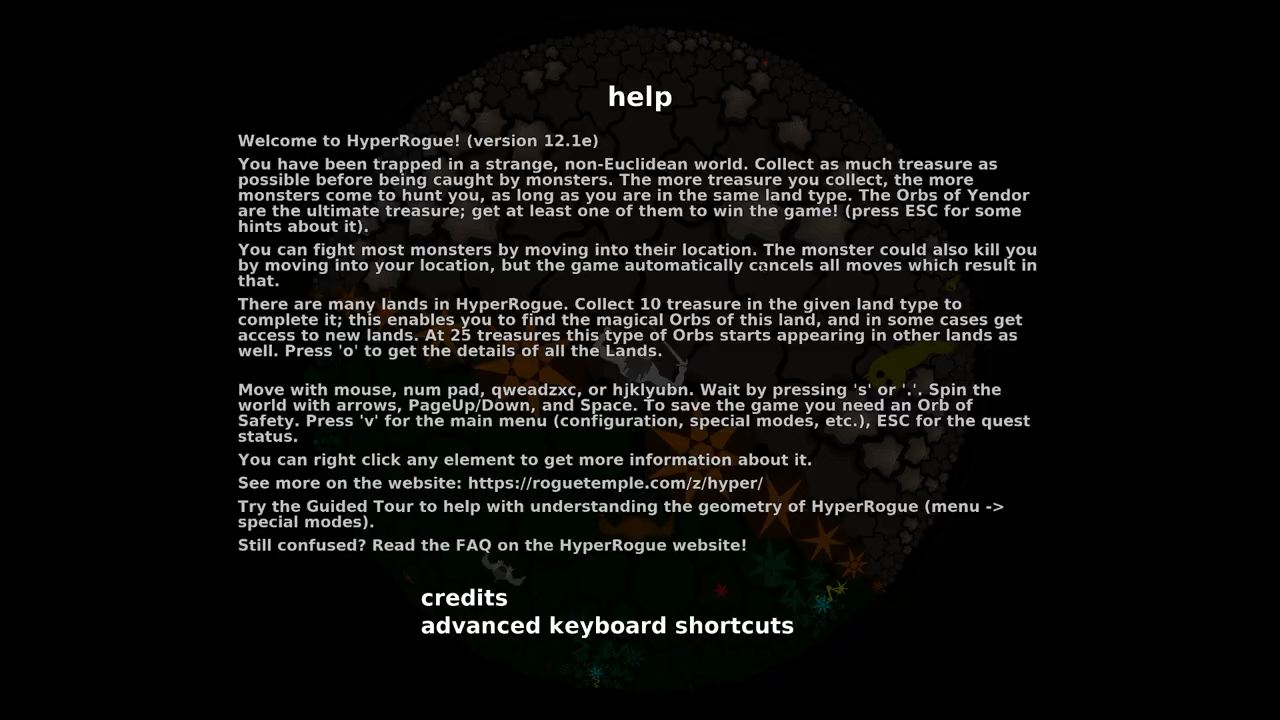 help
Welcome to HyperRogue! (version 12.1e)
You have been trapped in a strange, non-Euclidean world. Collect as much treasure as
possible before being caught by monsters. The more treasure you collect, the more
monsters come to hunt you, as long as you are in the same land type. The Orbs of Yendor
are the ultimate treasure; get at least one of them to win the game! (press ESC for some
hints about it).
You can fight most monsters by moving into their location. The monster could also kill you
by moving into your location, but the game automatically cancels all moves which result in
that.
There are many lands in HyperRogue. Collect 10 treasure in the given land type to
complete it; this enables you to find the magical Orbs of this land, and in some cases get
access to new lands. At 25 treasures this type of Orbs starts appearing in other lands as
well. Press 'o' to get the details of all the Lands.
Move with mouse, num pad, qweadzxc, or hjklyubn. Wait by pressing 's' or '.'. Spin the
world with arrows, PageUp/Down, and Space. To save the game you need an Orb of
Safety. Press 'v' for the main menu (configuration, special modes, etc.), ESC for the quest
status.
You can right click any element to get more information about it.
See more on the website: https://roguetemple.com/z/hyper/
Try the Guided Tour to help with understanding the geometry of HyperRogue (menu ->
special modes).
Still confused? Read the FAQ on the HyperRogue website!
credits
advanced keyboard shortcuts